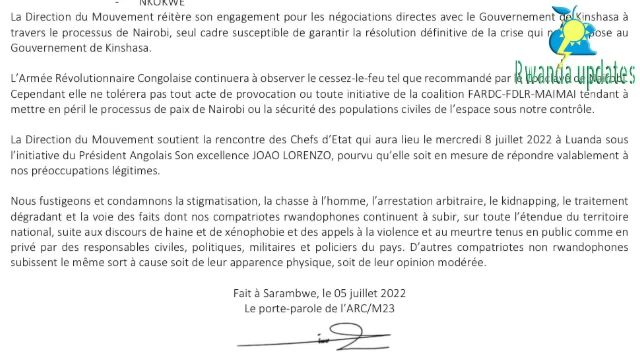 - NKOKWE
La Direction du Mouvement réitère son engagement pour les négociations directes avec le Gouvernement de Kinshasa à
travers le processus de Nairobi, seul cadre susceptible de garantir la résolution définitive de la crise qui nous oppose au
Gouvernement de Kinshasa.
L'Armée Révolutionnaire Congolaise continuera à observer le cessez-le-feu tel que recommandé par le Conclave de Nairobi.
Cependant elle ne tolérera pas tout acte de provocation ou toute initiative de la coalition FARDC-FDLR-MAIMAI tendant à
mettre en péril le processus de paix de Nairobi ou la sécurité des populations civiles de l'espace sous notre contrôle.
La Direction du Mouvement soutient la rencontre des Chefs d'Etat qui aura lieu le mercredi 8 juillet 2022 à Luanda sous
l'initiative du Président Angolais Son excellence JOAO LORENZO, pourvu qu'elle soit en mesure de répondre valablement à
nos préoccupations légitimes.
Nous fustigeons et condamnons la stigmatisation, la chasse à l'homme, l'arrestation arbitraire, le kidnapping, le traitement
dégradant et la voie des faits dont nos compatriotes rwandophones continuent à subir, sur toute l'étendue du territoire
national, suite aux discours de haine et de xénophobie et des appels à la violence et au meurtre tenus en public comme en
privé par des responsables civiles, politiques, militaires et policiers du pays. D'autres compatriotes non rwandophones
subissent le même sort à cause soit de leur apparence physique, soit de leur opinion modérée.
Fait à Sarambwe, le 05 juillet 2022
Le porte-parole de l'ARC/M23
Rwanda updates